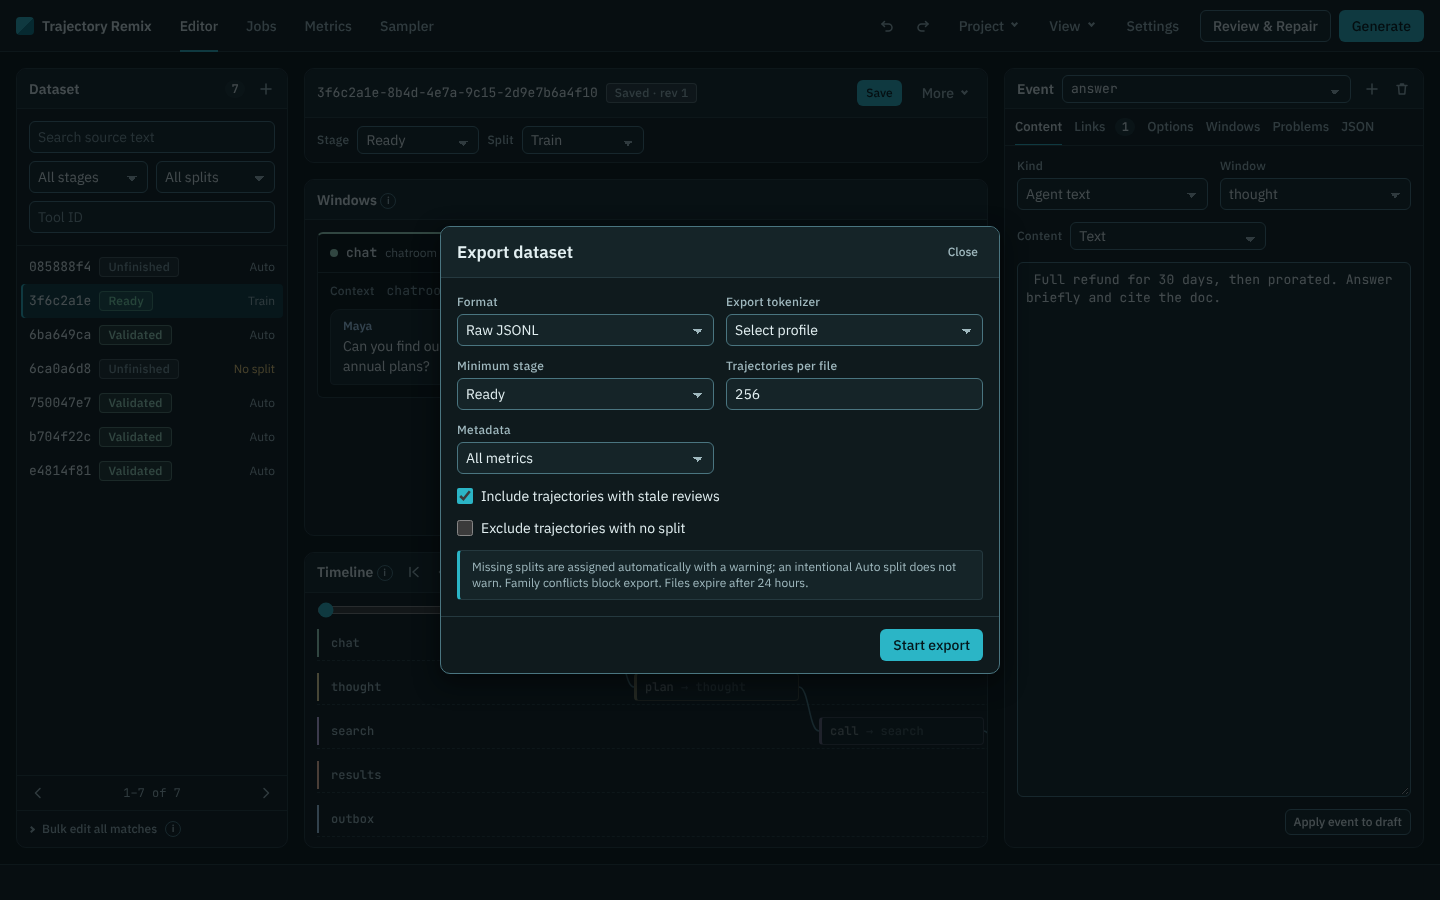 Trajectory Remix
Editor
Jobs
Metrics
Sampler
Project
View
Settings
Review & Repair
Generate
Dataset
7
Search source text
All stages
All splits
Tool ID
085888f4 Unfinished Auto
3f6c2a1e Ready Train
6ba649ca Validated Auto
6ca0a6d8 Unfinished No split
750047e7 Validated Auto
b704f22c Validated Auto
e4814f81 Validated Auto
1–7 of 7
Bulk edit all matches
3f6c2a1e-8b4d-4e7a-9c15-2d9e7b6a4f10
Saved · rev 1
Save
More
Stage
Ready
Split
Train
Windows
chat chatroom
Context
Maya
Can you find
annual plans?
Export dataset
Close
Format
Export tokenizer
Raw JSONL
Select profile
Minimum stage
Trajectories per file
Ready
256
Metadata
All metrics
Include trajectories with stale reviews
Exclude trajectories with no split
Missing splits are assigned automatically with a warning; an intentional Auto split does not
warn. Family conflicts block export. Files expire after 24 hours.
Start export
Timeline
chat
thought
plan → thought
search
call → search
results
outbox
Event
answer
Content
Links 1
Options
Windows
Problems
JSON
Kind
Window
Agent text
thought
Content
Text
Full refund for 30 days, then prorated. Answer
briefly and cite the doc.
Apply event to draft